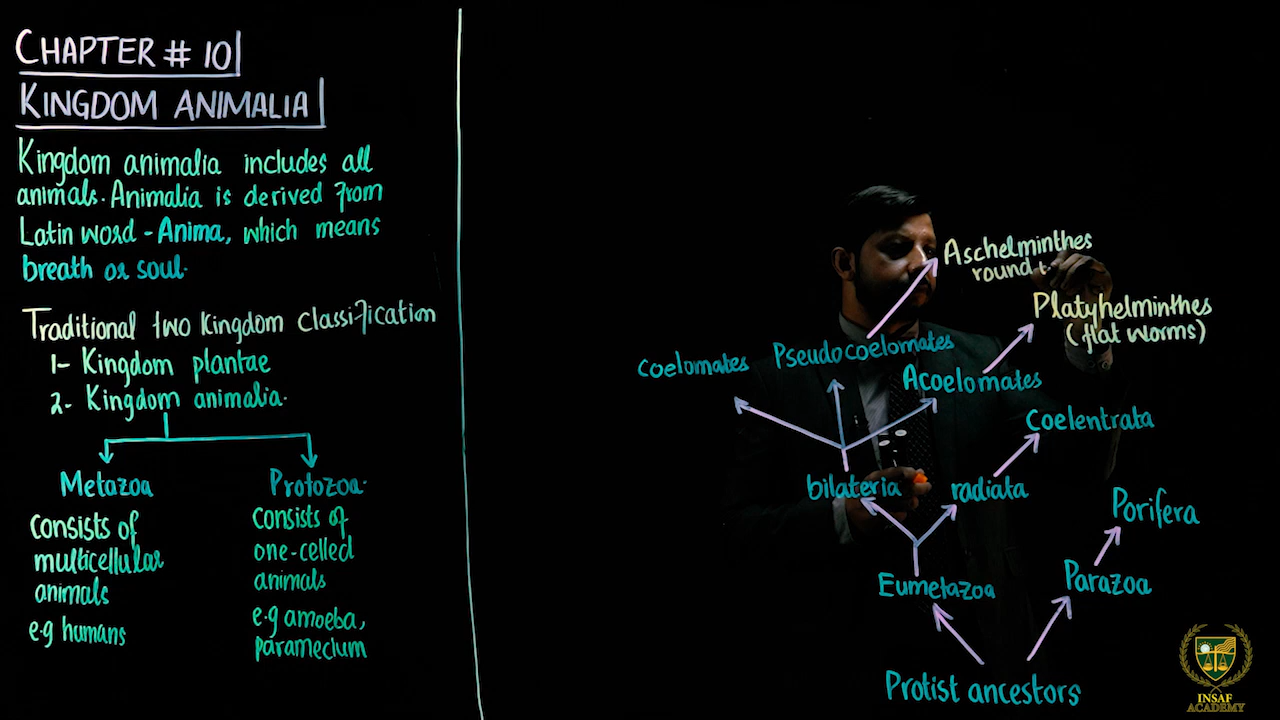 CHAPTER # 10
KINGDOM ANIMALIA
Kingdom animalia includes all
animals. Animalia is derived from
Latin word - Anima, which means
breath or soul.
Traditional two Kingdom Classification
1- Kingdom plantae
2- Kingdom animalia.
Metazoa
consists of
multicellular
animals
e.g humans
Protozoa.
consists of
one-celled
animals
e.g amoeba,
paramecium
Aschelminthes
round t
Platyhelminthes
(flat worms)
coelomates
Pseudocoelomates
Acoelomates
Coelentrata
bilateria
radiata
Porifera
Eumetazoa
Parazoa
Protist ancestors
INSAF
ACADEMY